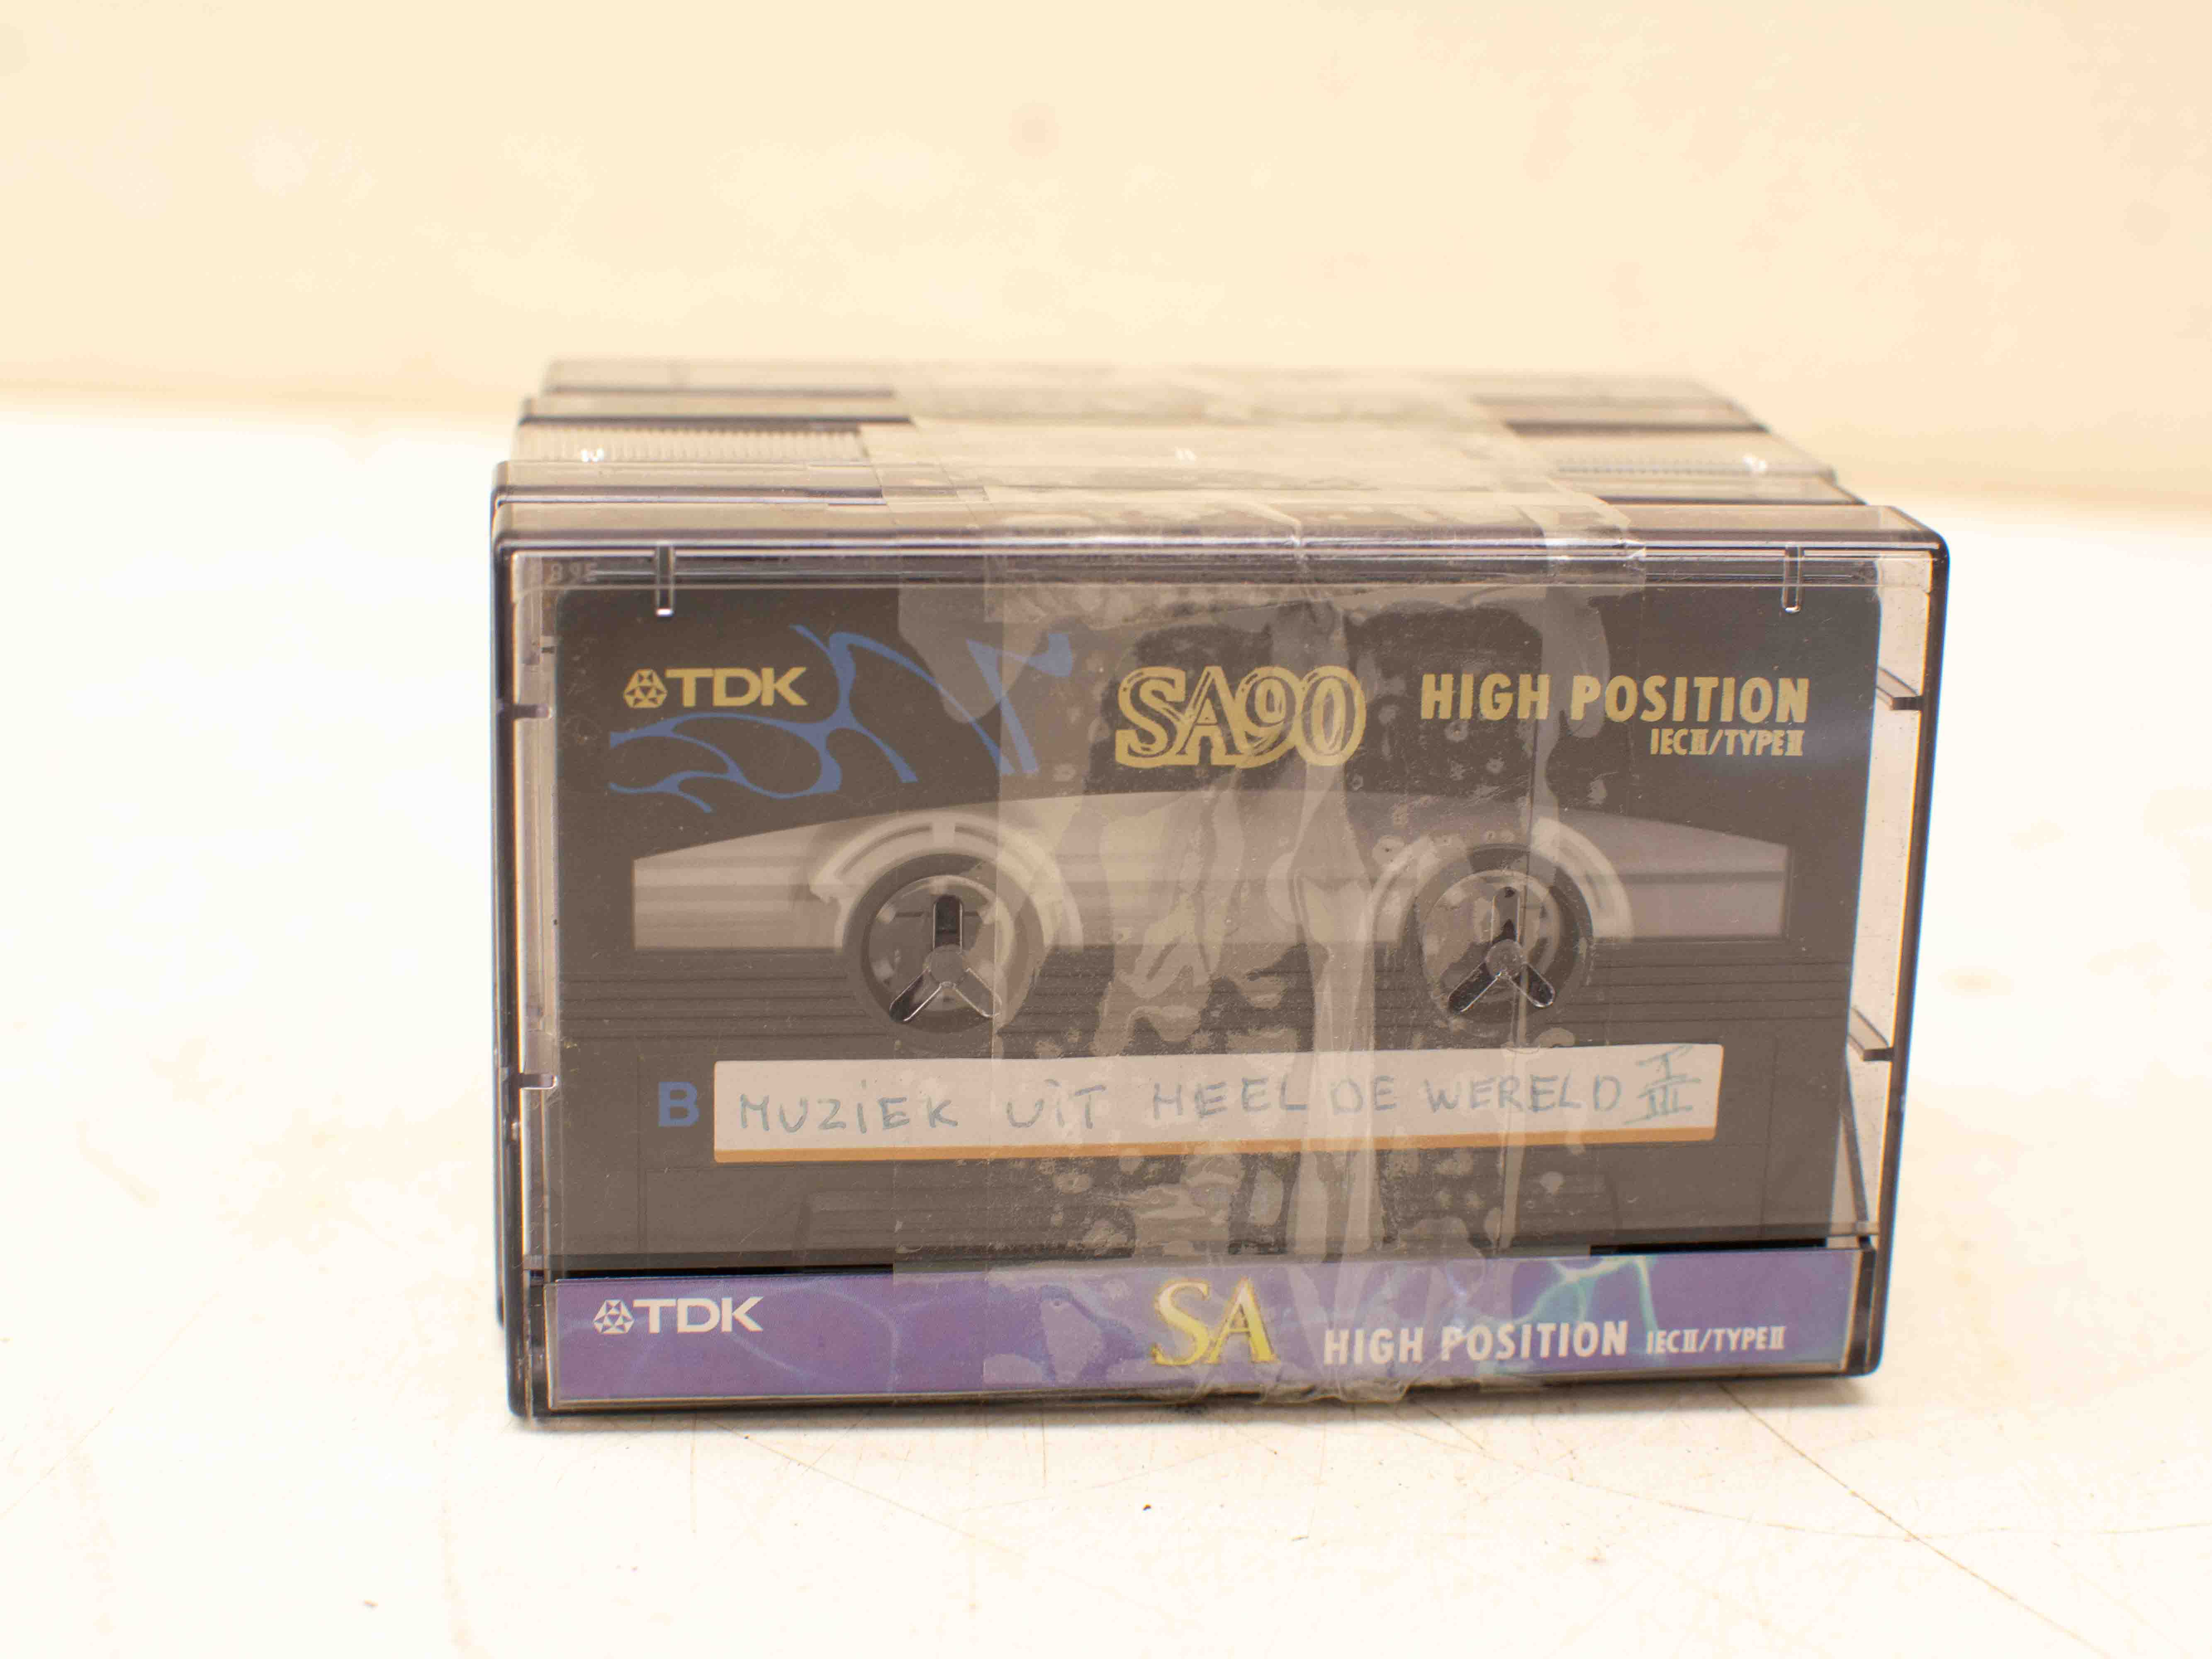 TDK SA90 HIGH POSITION
IECII/TYPEII
B MUZiEK UiT HEEL DE WERELD
TDK SA HIGH POSITION IECII/TYPEII